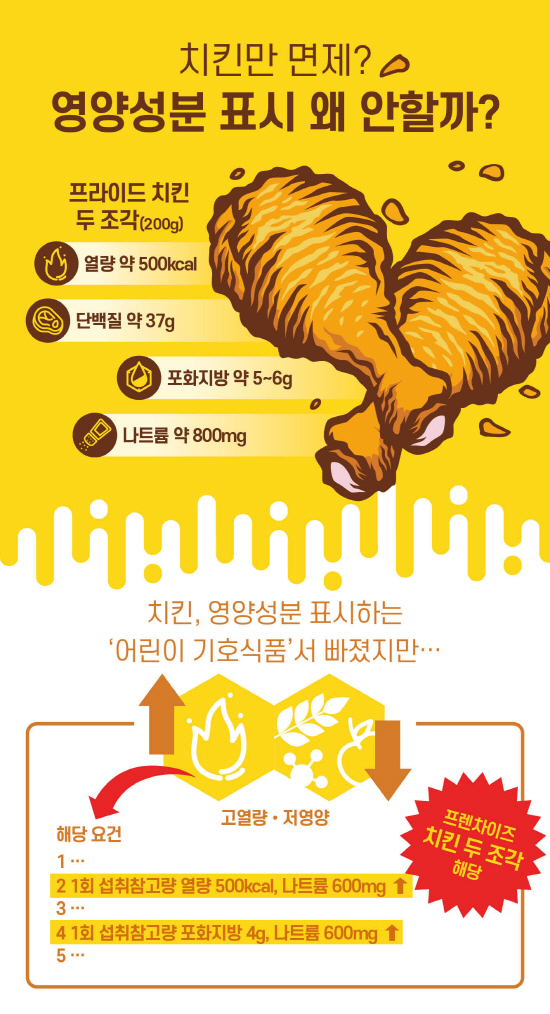 치킨만 면제?
영양성분 표시 왜 안할까?
프라이드 치킨
두 조각(200g)
열량 약 500kcal
단백질 약 37g
포화지방 약 5~6g
나트륨 약 800mg
치킨, 영양성분 표시하는
‘어린이 기호식품’서 빠졌지만…
고열량·저영양
해당 요건
1 …
2 1회 섭취참고량 열량 500kcal, 나트륨 600mg ⬆
3 …
4 1회 섭취참고량 포화지방 4g, 나트륨 600mg ⬆
5 …
프렌차이즈
치킨 두 조각
해당